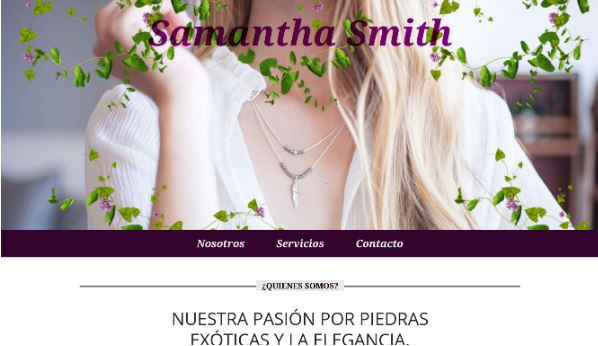 Samantha Smith
Nosotros Servicios Contacto
¿QUIENES SOMOS?
NUESTRA PASIÓN POR PIEDRAS
EXÓTICAS Y LA ELEGANCIA.